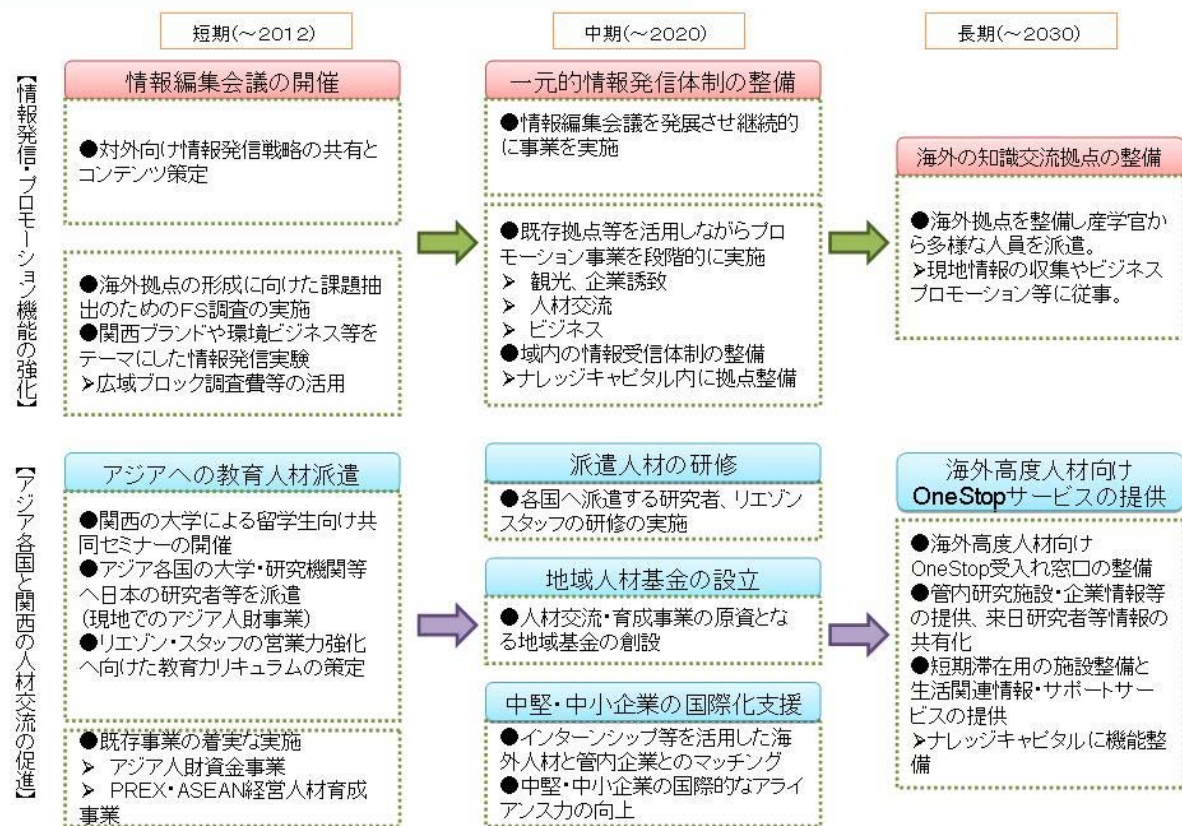 短期(～2012)
中期(～2020)
長期(～2030)
【情報発信・プロモーション機能の強化】
情報編集会議の開催
●対外向け情報発信戦略の共有と
コンテンツ策定
●海外拠点の形成に向けた課題抽
出のためのFS調査の実施
●関西ブランドや環境ビジネス等を
テーマにした情報発信実験
➢広域ブロック調査費等の活用
一元的情報発信体制の整備
●情報編集会議を発展させ継続的
に事業を実施
●既存拠点等を活用しながらプロ
モーション事業を段階的に実施
➢ 観光、企業誘致
➢ 人材交流
➢ ビジネス
●域内の情報受信体制の整備
➢ナレッジキャピタル内に拠点整備
海外の知識交流拠点の整備
●海外拠点を整備し産学官か
ら多様な人員を派遣。
➢現地情報の収集やビジネス
プロモーション等に従事。
【アジア各国と関西の人材交流の促進】
アジアへの教育人材派遣
●関西の大学による留学生向け共
同セミナーの開催
●アジア各国の大学・研究機関等
へ日本の研究者等を派遣
(現地でのアジア人財事業)
●リエゾン・スタッフの営業力強化
へ向けた教育カリキュラムの策定
●既存事業の着実な実施
➢ アジア人財資金事業
➢ PREX・ASEAN経営人材育成
事業
派遣人材の研修
●各国へ派遣する研究者、リエゾン
スタッフの研修の実施
地域人材基金の設立
●人材交流・育成事業の原資とな
る地域基金の創設
中堅・中小企業の国際化支援
●インターンシップ等を活用した海
外人材と管内企業とのマッチング
●中堅・中小企業の国際的なアライ
アンス力の向上
海外高度人材向け
OneStopサービスの提供
●海外高度人材向け
OneStop受入れ窓口の整備
●管内研究施設・企業情報等
の提供、来日研究者等情報の
共有化
●短期滞在用の施設整備と
生活関連情報・サポートサー
ビスの提供
➢ナレッジキャピタルに機能整
備